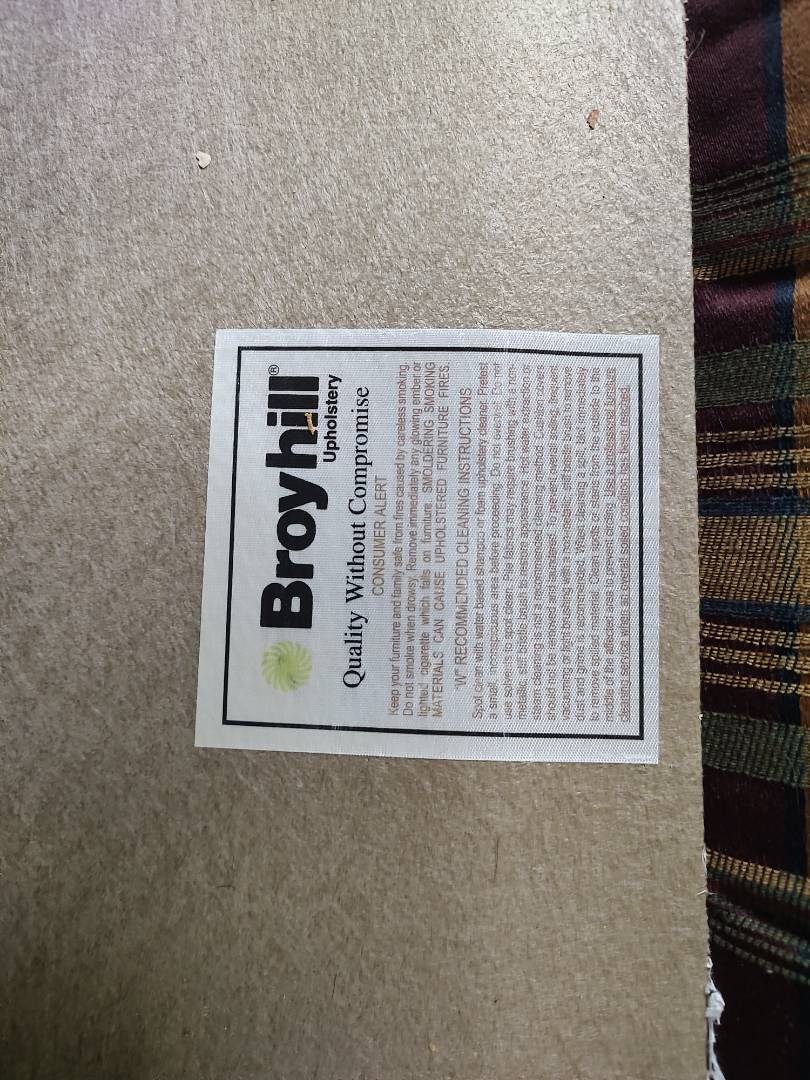 Broyhill®
Upholstery
Quality Without Compromise
CONSUMER ALERT
Keep your furniture and family safe from fires caused by careless smoking.
Do not smoke when drowsy. Remove immediately any glowing ember or
lighted cigarette which falls on furniture. SMOLDERING SMOKING
MATERIALS CAN CAUSE UPHOLSTERED FURNITURE FIRES.
"W" RECOMMENDED CLEANING INSTRUCTIONS
Spot clean with water based shampoo or foam upholstery cleaner. Pretest
a small inconspicuous area before proceeding. Do not overwet. Do not
use solvents to spot clean. Pile fabrics may require brushing with a non-
metallic, stiff bristle brush to restore appearance. Hot water extraction or
steam cleaning is not a recommended cleaning method. Cushion covers
should not be removed and laundered. To prevent overall soiling, frequent
vacuuming or light brushing with a non-metallic, stiff bristle brush to remove
dust and grime is recommended. When cleaning a spill, blot immediately
to remove spilled material. Clean spots or stains from the outside to the
middle of the affected area to prevent circling. Use a professional furniture
cleaning service when an overall soiled condition has been reached.